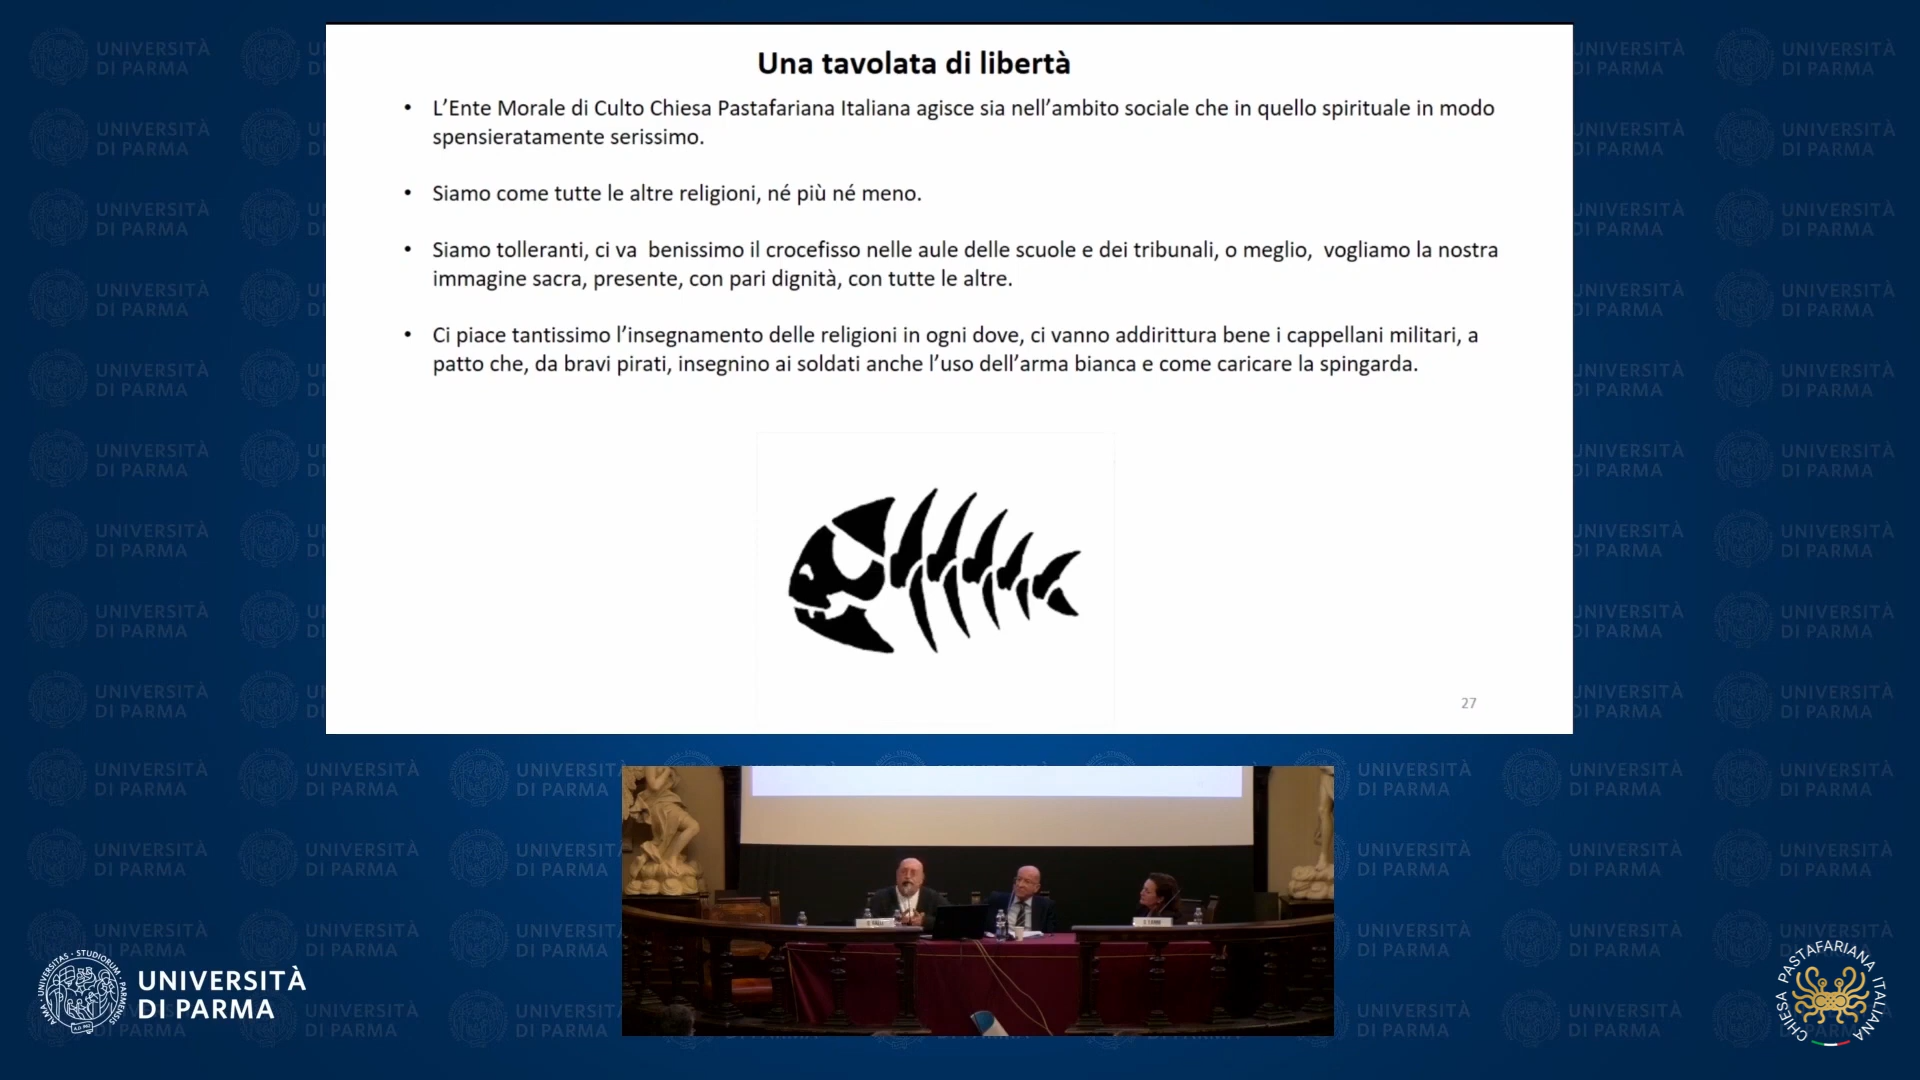 Una tavolata di libertà
• L’Ente Morale di Culto Chiesa Pastafariana Italiana agisce sia nell’ambito sociale che in quello spirituale in modo
spensieratamente serissimo.
• Siamo come tutte le altre religioni, né più né meno.
• Siamo tolleranti, ci va  benissimo il crocefisso nelle aule delle scuole e dei tribunali, o meglio,  vogliamo la nostra
immagine sacra, presente, con pari dignità, con tutte le altre.
• Ci piace tantissimo l’insegnamento delle religioni in ogni dove, ci vanno addirittura bene i cappellani militari, a
patto che, da bravi pirati, insegnino ai soldati anche l’uso dell’arma bianca e come caricare la spingarda.
27
UNIVERSITÀ
DI PARMA
CHIESA PASTAFARIANA ITALIANA